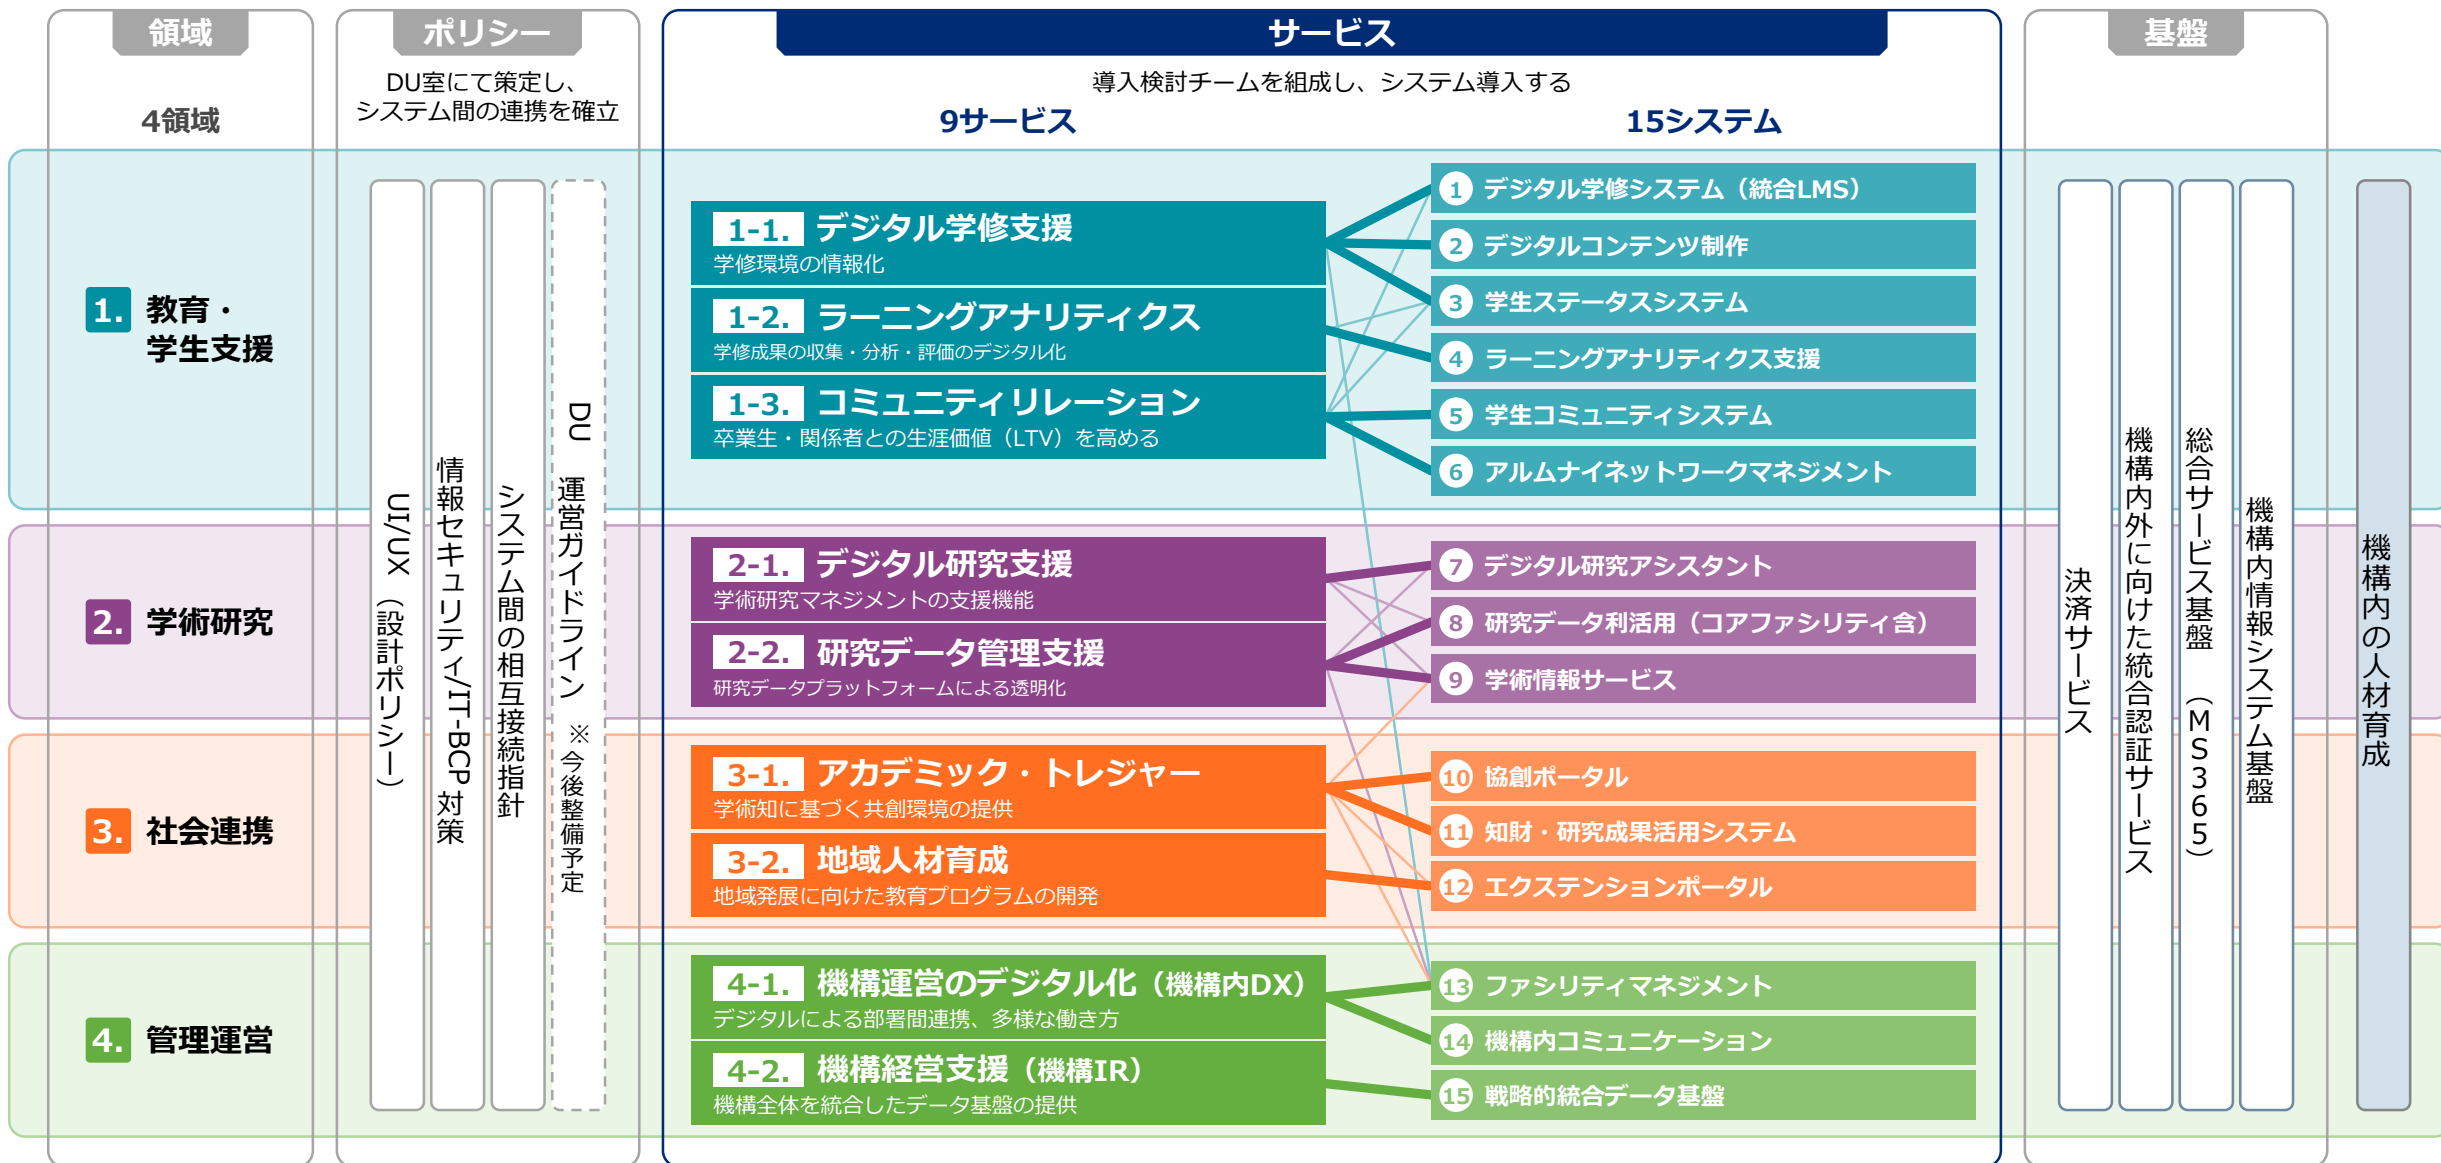 領域
4領域
ポリシー
DU室にて策定し、
システム間の連携を確立
サービス
導入検討チームを組成し、システム導入する
9サービス
15システム
基盤
1. 教育・
学生支援
2. 学術研究
3. 社会連携
4. 管理運営
UI/UX（設計ポリシー）
情報セキュリティ/IT-BCP 対策
システム間の相互接続指針
DU 運営ガイドライン ※今後整備予定
1-1. デジタル学修支援
学修環境の情報化
1-2. ラーニングアナリティクス
学修成果の収集・分析・評価のデジタル化
1-3. コミュニティリレーション
卒業生・関係者との生涯価値（LTV）を高める
2-1. デジタル研究支援
学術研究マネジメントの支援機能
2-2. 研究データ管理支援
研究データプラットフォームによる透明化
3-1. アカデミック・トレジャー
学術知に基づく共創環境の提供
3-2. 地域人材育成
地域発展に向けた教育プログラムの開発
4-1. 機構運営のデジタル化（機構内DX）
デジタルによる部署間連携、多様な働き方
4-2. 機構経営支援（機構IR）
機構全体を統合したデータ基盤の提供
1 デジタル学修システム（統合LMS）
2 デジタルコンテンツ制作
3 学生ステータスシステム
4 ラーニングアナリティクス支援
5 学生コミュニティシステム
6 アルムナイネットワークマネジメント
7 デジタル研究アシスタント
8 研究データ利活用（コアファシリティ含）
9 学術情報サービス
10 協創ポータル
11 知財・研究成果活用システム
12 エクステンションポータル
13 ファシリティマネジメント
14 機構内コミュニケーション
15 戦略的統合データ基盤
決済サービス
機構内外に向けた統合認証サービス
総合サービス基盤 （MS365）
機構内情報システム基盤
機構内の人材育成